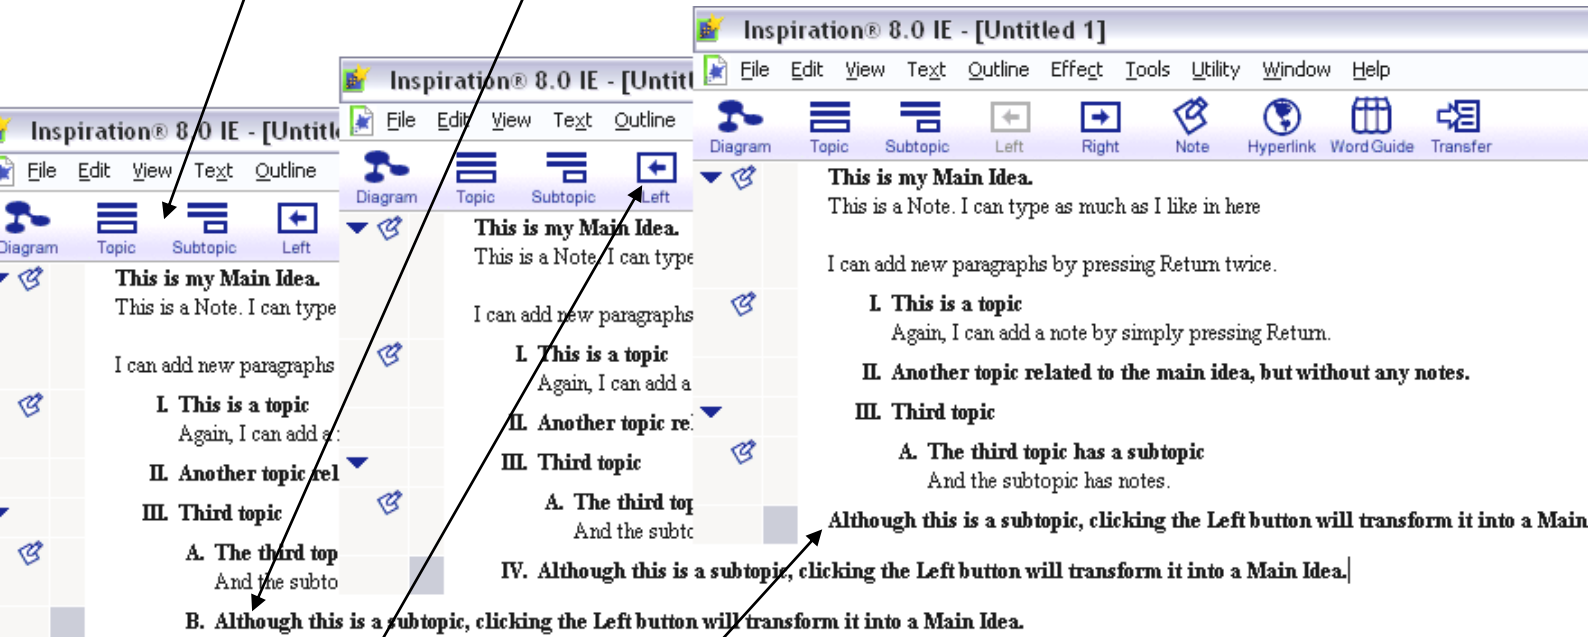 Inspiration® 8.0 IE - [Untitl
File Edit View Text Outline
Diagram Topic Subtopic Left
This is my Main Idea.
This is a Note. I can type
I can add new paragraphs
I. This is a topic
Again, I can add a
II. Another topic rel
III. Third topic
A. The third top
And the subto
B. Although this is a subtopic, clicking the Left button will transform it into a Main Idea.
Inspiration® 8.0 IE - [Untitl
File Edit View Text Outline
Diagram Topic Subtopic Left
This is my Main Idea.
This is a Note. I can type
I can add new paragraphs
I. This is a topic
Again, I can add a
II. Another topic re
III. Third topic
A. The third top
And the subto
IV. Although this is a subtopic, clicking the Left button will transform it into a Main Idea.
Inspiration® 8.0 IE - [Untitled 1]
File Edit View Text Outline Effect Tools Utility Window Help
Diagram Topic Subtopic Left Right Note Hyperlink Word Guide Transfer
This is my Main Idea.
This is a Note. I can type as much as I like in here
I can add new paragraphs by pressing Return twice.
I. This is a topic
Again, I can add a note by simply pressing Return.
II. Another topic related to the main idea, but without any notes.
III. Third topic
A. The third topic has a subtopic
And the subtopic has notes.
Although this is a subtopic, clicking the Left button will transform it into a Main